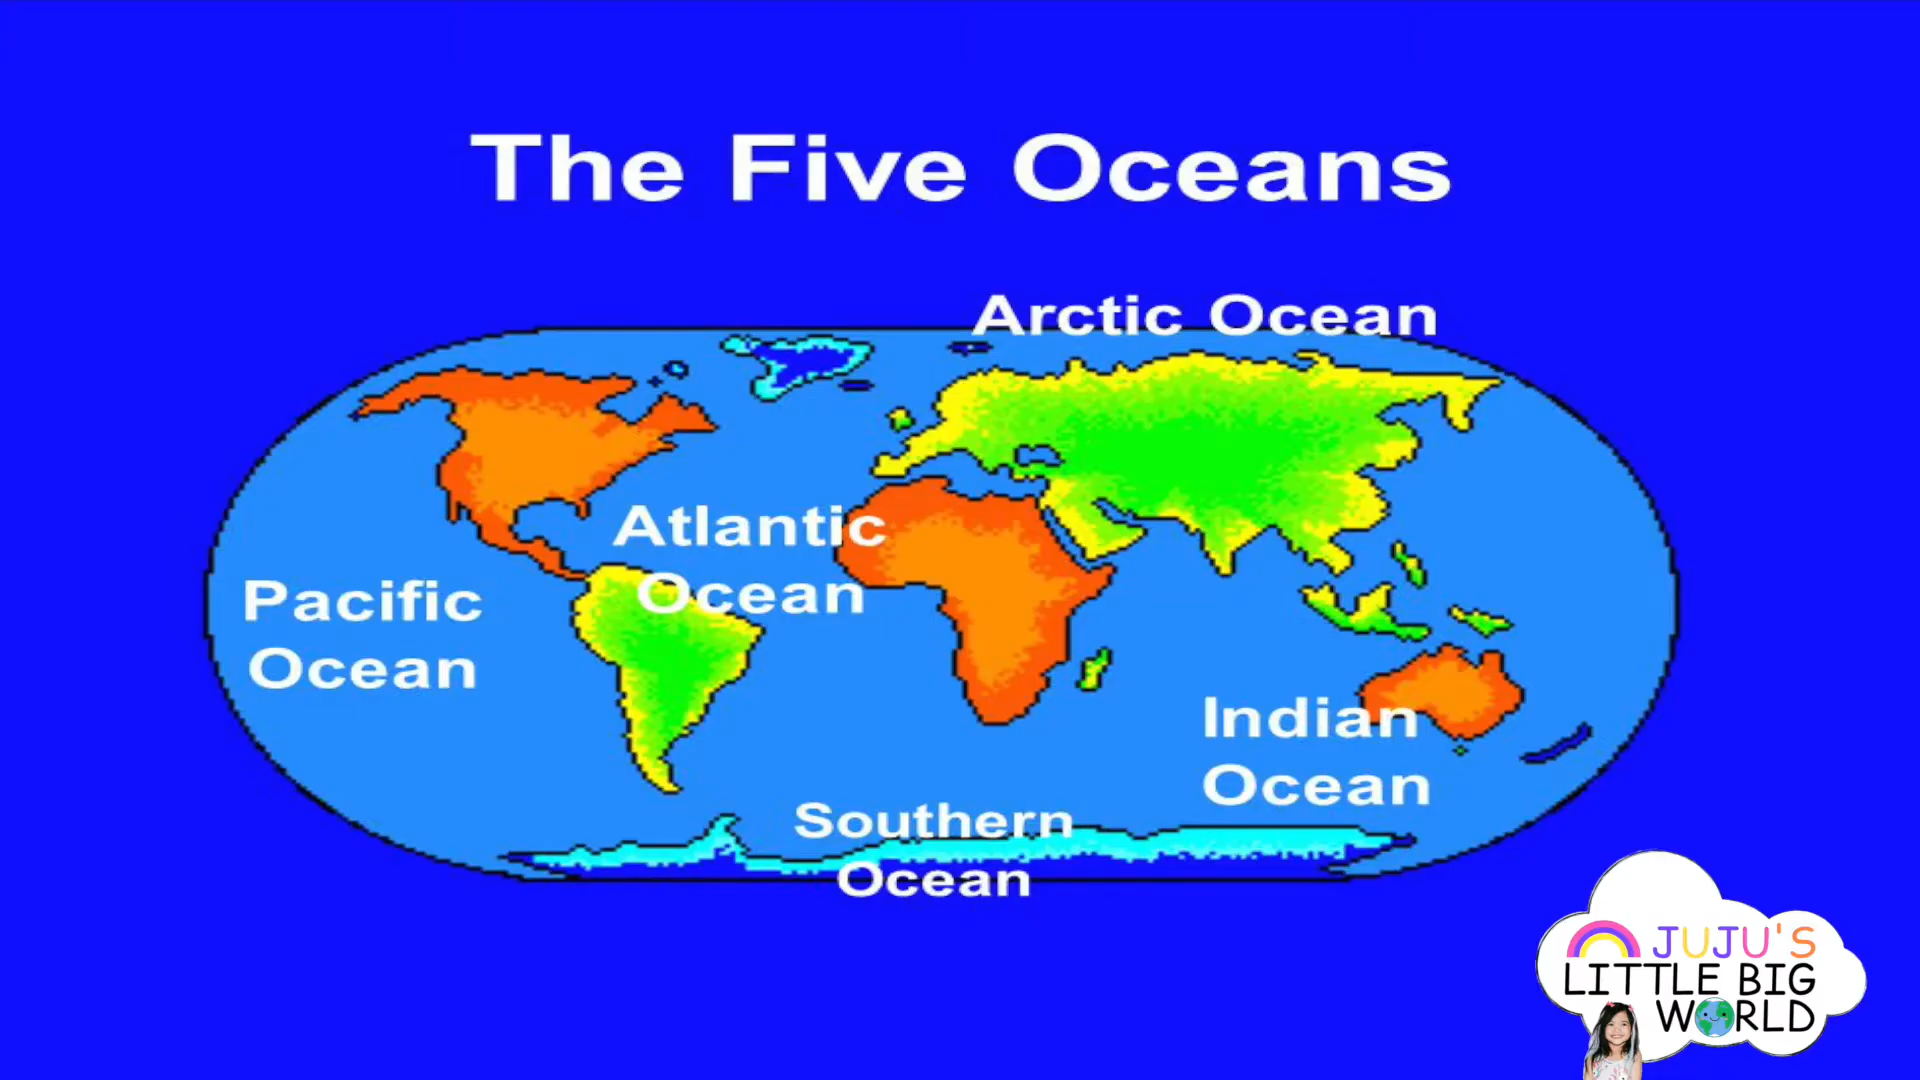 The Five Oceans
Arctic Ocean
Atlantic
Ocean
Pacific
Ocean
Indian
Ocean
Southern
Ocean
JUJU'S
LITTLE BIG
WORLD